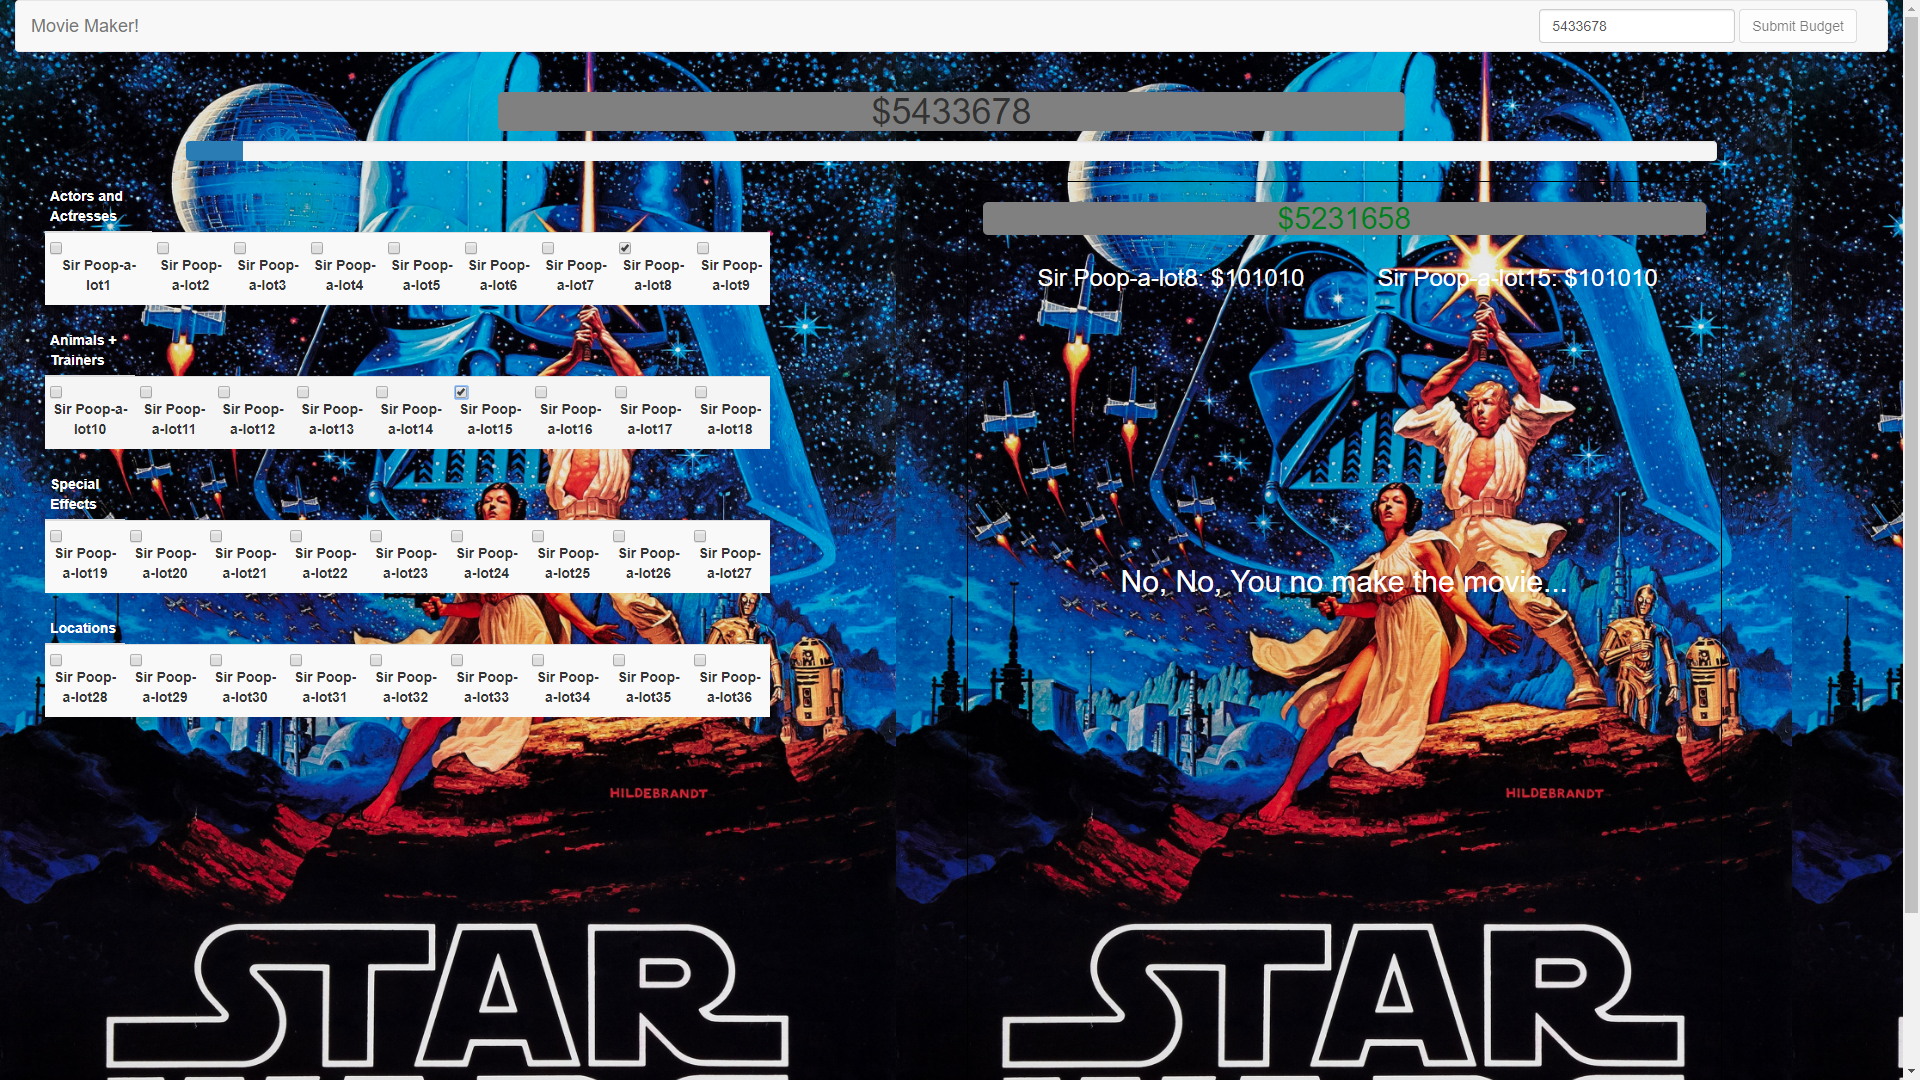 Movie Maker!
5433678
Submit Budget
$5433678
Actors and
Actresses
Sir Poop-a- Sir Poop- Sir Poop- Sir Poop- Sir Poop- Sir Poop- Sir Poop- Sir Poop- Sir Poop-
lot1 a-lot2 a-lot3 a-lot4 a-lot5 a-lot6 a-lot7 a-lot8 a-lot9
Animals +
Trainers
Sir Poop-a- Sir Poop- Sir Poop- Sir Poop- Sir Poop- Sir Poop- Sir Poop- Sir Poop- Sir Poop-
lot10 a-lot11 a-lot12 a-lot13 a-lot14 a-lot15 a-lot16 a-lot17 a-lot18
Special
Effects
Sir Poop- Sir Poop- Sir Poop- Sir Poop- Sir Poop- Sir Poop- Sir Poop- Sir Poop- Sir Poop-
a-lot19 a-lot20 a-lot21 a-lot22 a-lot23 a-lot24 a-lot25 a-lot26 a-lot27
Locations
Sir Poop- Sir Poop- Sir Poop- Sir Poop- Sir Poop- Sir Poop- Sir Poop- Sir Poop- Sir Poop-
a-lot28 a-lot29 a-lot30 a-lot31 a-lot32 a-lot33 a-lot34 a-lot35 a-lot36
$5231658
Sir Poop-a-lot8: $101010 Sir Poop-a-lot15: $101010
No, No, You no make the movie...
HILDEBRANDT HILDEBRANDT
STAR STAR